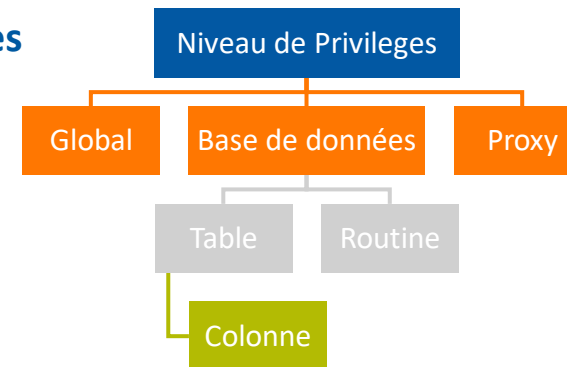 es
Niveau de Privileges
Global
Base de données
Proxy
Table
Routine
Colonne